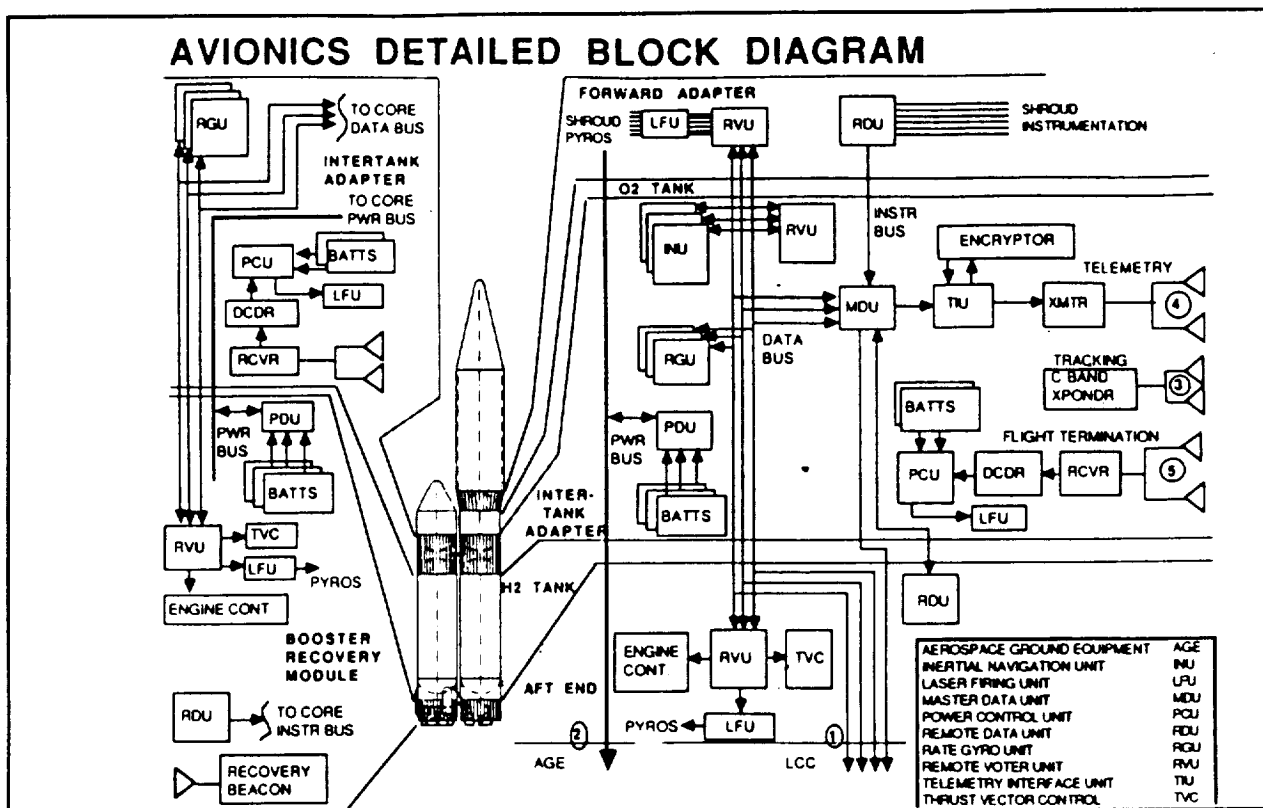 AVIONICS DETAILED BLOCK DIAGRAM
RGU
TO CORE
DATA BUS
INTERTANK
ADAPTER
TO CORE
PWR BUS
PCU
BATTS
LFU
DCDR
RCVR
PDU
PWR
BUS
BATTS
RVU
TVC
LFU
PYROS
ENGINE CONT
BOOSTER
RECOVERY
MODULE
RDU
TO CORE
INSTR BUS
RECOVERY
BEACON
FORWARD ADAPTER
SHROUD
PYROS
LFU
RVU
RDU
SHROUD
INSTRUMENTATION
O2 TANK
INU
RVU
INSTR
BUS
ENCRYPTOR
TELEMETRY
MDU
TIU
XMTR
4
RGU
DATA
BUS
TRACKING
C BAND
XPONDR
3
BATTS
PWR
BUS
PDU
FLIGHT TERMINATION
PCU
DCDR
RCVR
5
LFU
BATTS
INTER-
TANK
ADAPTER
H2 TANK
RDU
ENGINE
CONT
RVU
TVC
AFT END
PYROS
LFU
2
AGE
1
LCC
AEROSPACE GROUND EQUIPMENT AGE
INERTIAL NAVIGATION UNIT INU
LASER FIRING UNIT LFU
MASTER DATA UNIT MDU
POWER CONTROL UNIT PCU
REMOTE DATA UNIT RDU
RATE GYRO UNIT RGU
REMOTE VOTER UNIT RVU
TELEMETRY INTERFACE UNIT TIU
THRUST VECTOR CONTROL TVC